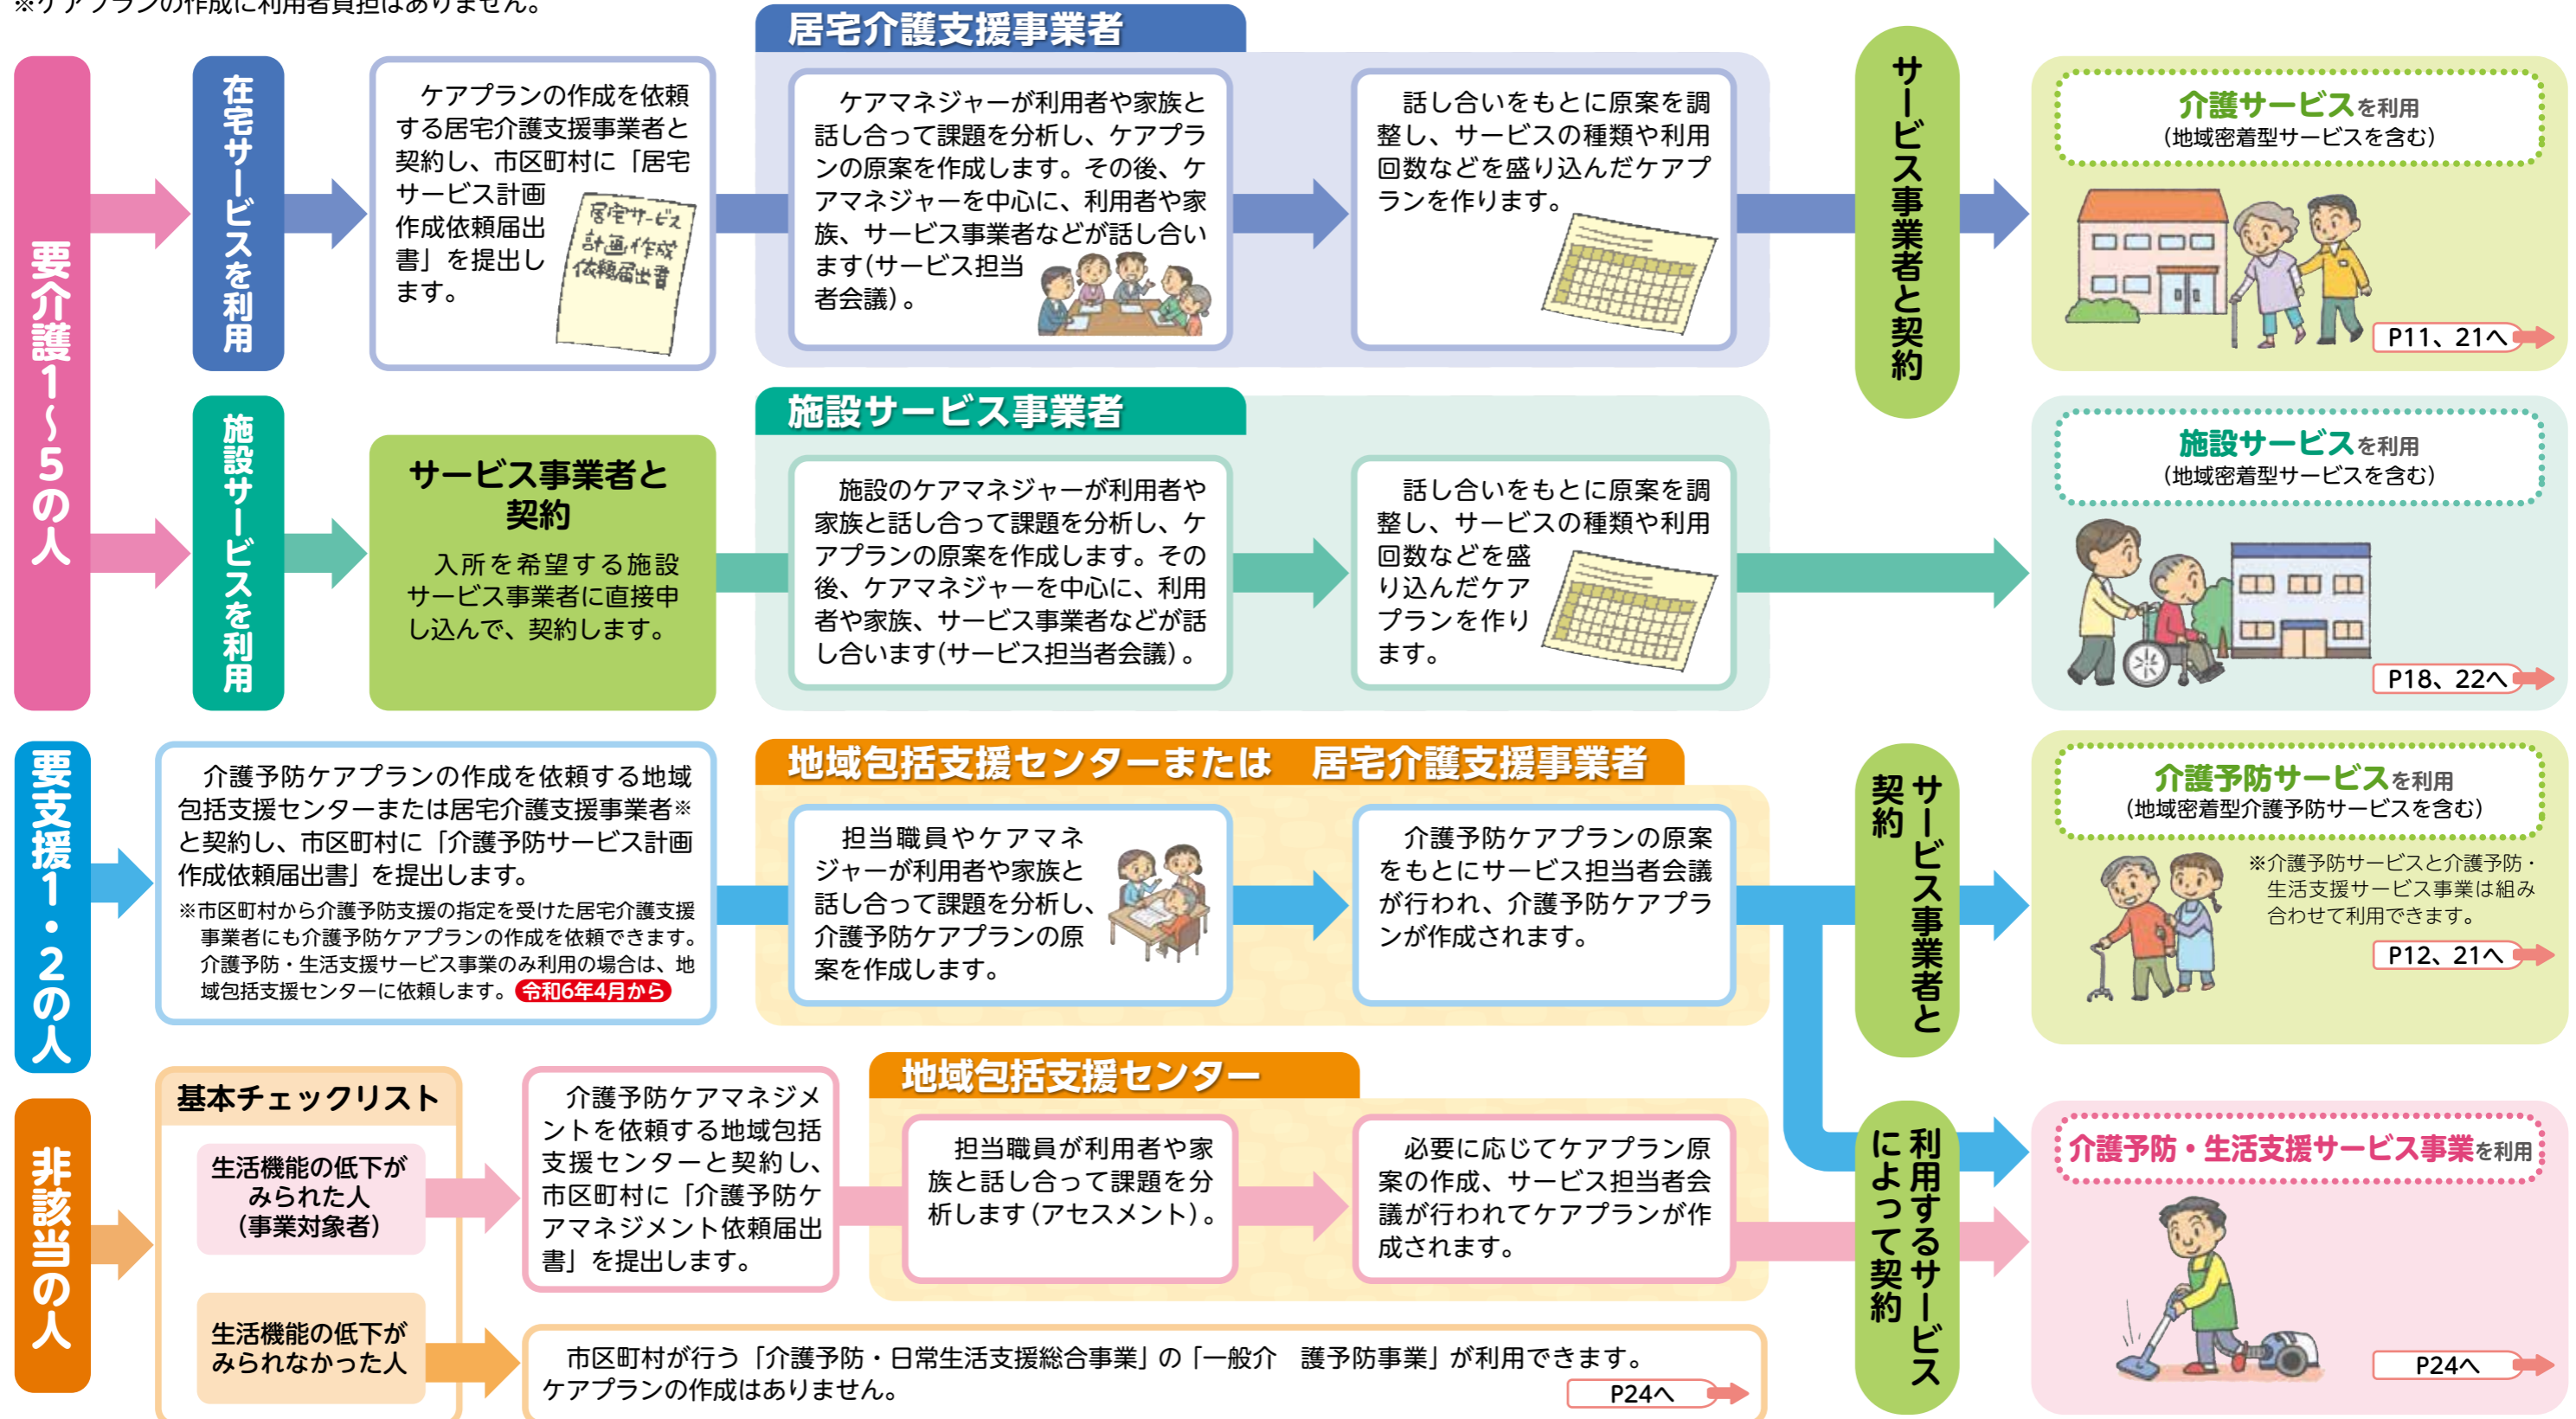 ※ケアプランの作成に利用者負担はありません。
要介護1～5の人
在宅サービスを利用
ケアプランの作成を依頼
する居宅介護支援事業者と
契約し、市区町村に「居宅
サービス計画
作成依頼届出
書」を提出し
ます。
居宅サービス
計画作成
依頼届出書
居宅介護支援事業者
ケアマネジャーが利用者や家族と
話し合って課題を分析し、ケアプラ
ンの原案を作成します。その後、ケ
アマネジャーを中心に、利用者や家
族、サービス事業者などが話し合い
ます(サービス担当
者会議)。
話し合いをもとに原案を調
整し、サービスの種類や利用
回数などを盛り込んだケアプ
ランを作ります。
サービス事業者と契約
介護サービスを利用
(地域密着型サービスを含む)
P11、21へ
施設サービスを利用
サービス事業者と
契約
入所を希望する施設
サービス事業者に直接申
し込んで、契約します。
施設サービス事業者
施設のケアマネジャーが利用者や
家族と話し合って課題を分析し、ケ
アプランの原案を作成します。その
後、ケアマネジャーを中心に、利用
者や家族、サービス事業者などが話
し合います(サービス担当者会議)。
話し合いをもとに原案を調
整し、サービスの種類や利用
回数などを盛
り込んだケア
プランを作り
ます。
施設サービスを利用
(地域密着型サービスを含む)
P18、22へ
要支援1・2の人
介護予防ケアプランの作成を依頼する地域
包括支援センターまたは居宅介護支援事業者※
と契約し、市区町村に「介護予防サービス計画
作成依頼届出書」を提出します。
※市区町村から介護予防支援の指定を受けた居宅介護支援
事業者にも介護予防ケアプランの作成を依頼できます。
介護予防・生活支援サービス事業のみ利用の場合は、地
域包括支援センターに依頼します。 令和6年4月から
地域包括支援センターまたは　居宅介護支援事業者
担当職員やケアマネ
ジャーが利用者や家族と
話し合って課題を分析し、
介護予防ケアプランの原
案を作成します。
介護予防ケアプランの原案
をもとにサービス担当者会議
が行われ、介護予防ケアプラ
ンが作成されます。
サービス事業者と
契約
介護予防サービスを利用
(地域密着型介護予防サービスを含む)
※介護予防サービスと介護予防・
生活支援サービス事業は組み
合わせて利用できます。
P12、21へ
非該当の人
基本チェックリスト
生活機能の低下が
みられた人
(事業対象者)
介護予防ケアマネジメ
ントを依頼する地域包括
支援センターと契約し、
市区町村に「介護予防ケ
アマネジメント依頼届出
書」を提出します。
地域包括支援センター
担当職員が利用者や家
族と話し合って課題を分
析します(アセスメント)。
必要に応じてケアプラン原
案の作成、サービス担当者会
議が行われてケアプランが作
成されます。
利用するサービス
によって契約
介護予防・生活支援サービス事業を利用
P24へ
生活機能の低下が
みられなかった人
市区町村が行う「介護予防・日常生活支援総合事業」の「一般介　護予防事業」が利用できます。
ケアプランの作成はありません。
P24へ